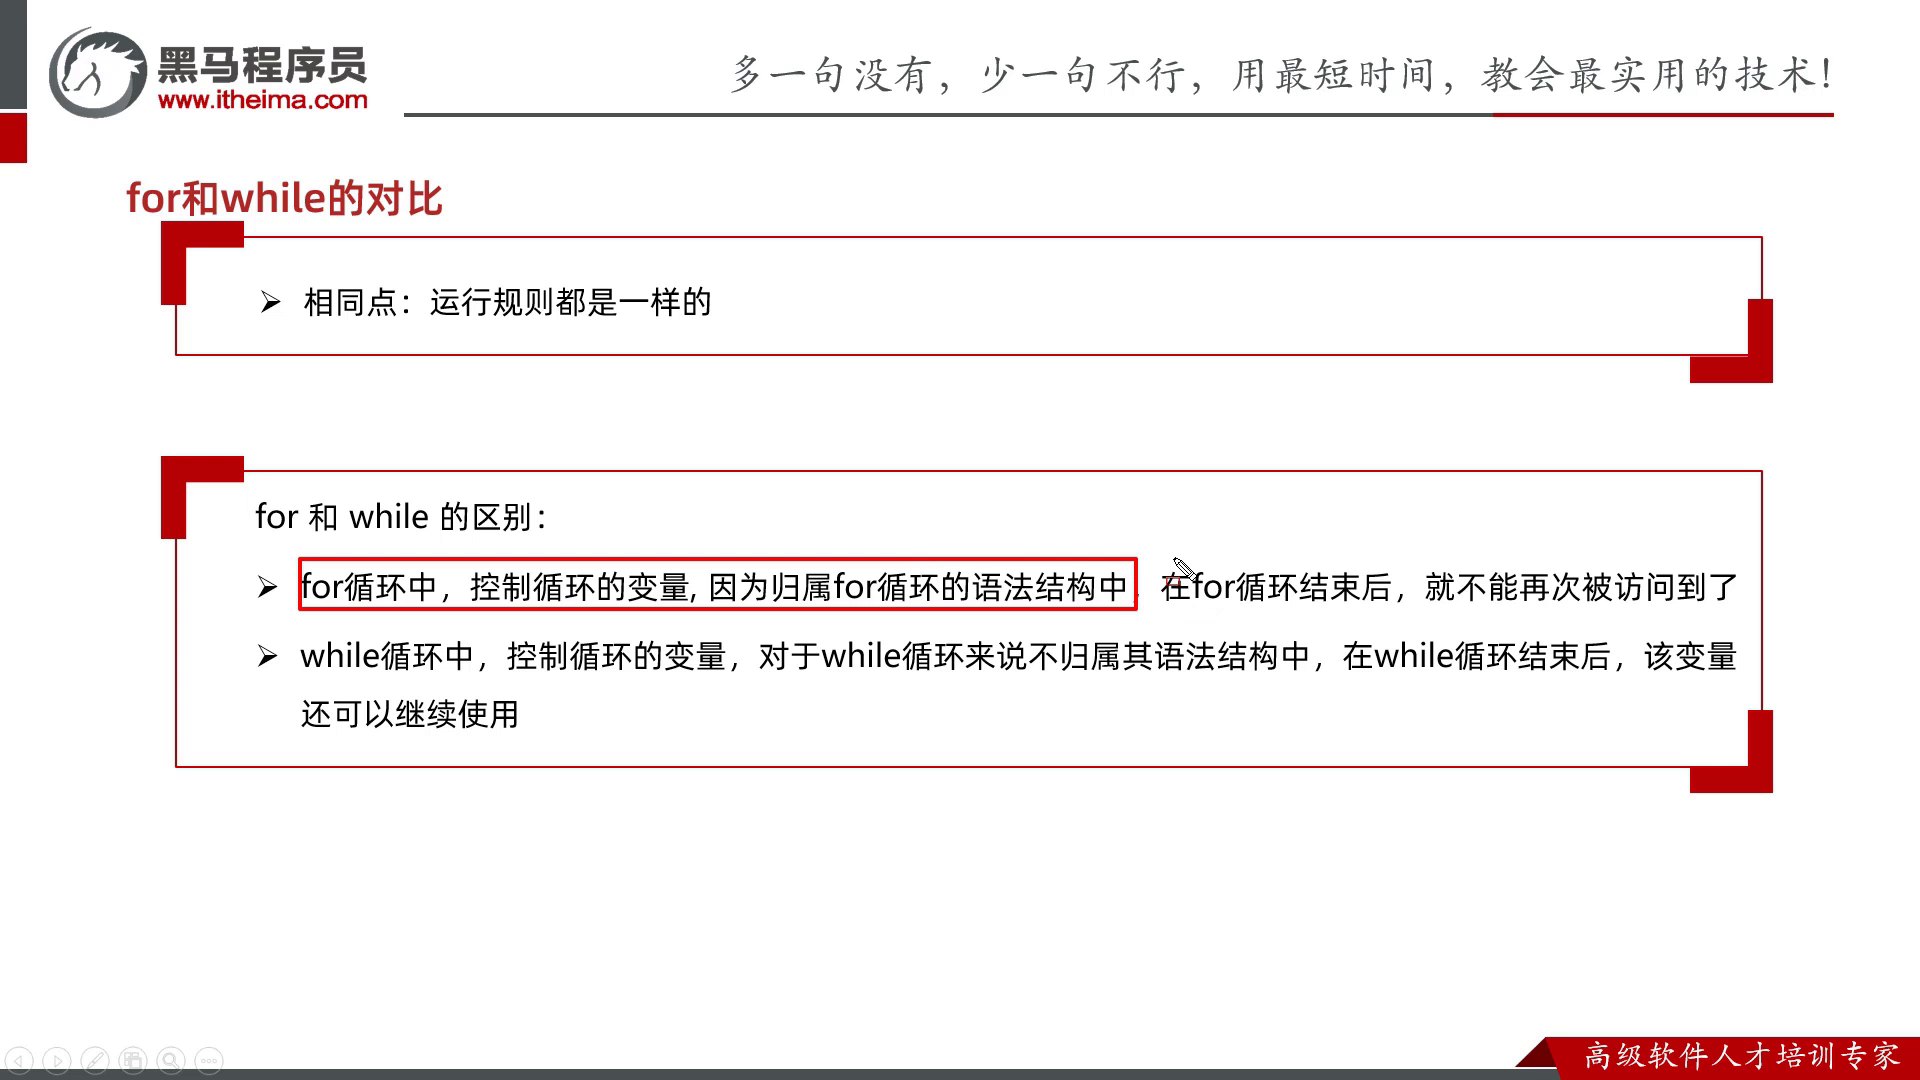 黑马程序员
www.itheima.com
多一句没有，少一句不行，用最短时间，教会最实用的技术！
for和while的对比
➢ 相同点：运行规则都是一样的
for 和 while 的区别：
➢ for循环中，控制循环的变量, 因为归属for循环的语法结构中，在for循环结束后，就不能再次被访问到了
➢ while循环中，控制循环的变量，对于while循环来说不归属其语法结构中，在while循环结束后，该变量
还可以继续使用
高级软件人才培训专家